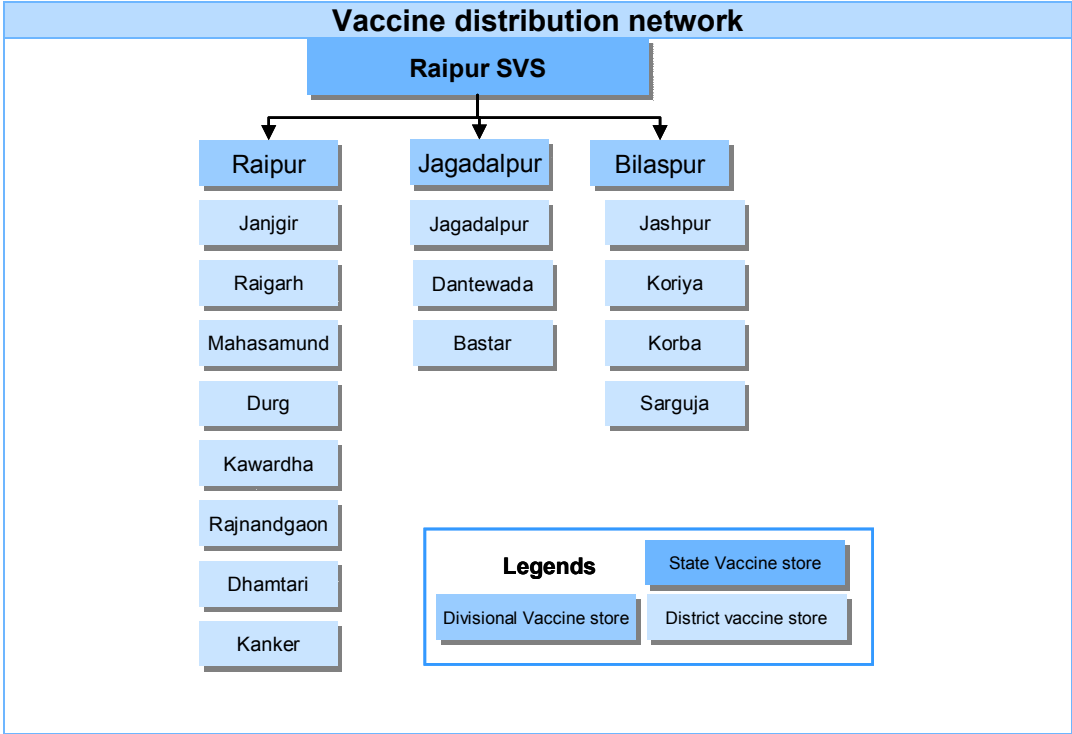 Vaccine distribution network
Raipur SVS
Raipur
Janjgir
Raigarh
Mahasamund
Durg
Kawardha
Rajnandgaon
Dhamtari
Kanker
Jagadalpur
Jagadalpur
Dantewada
Bastar
Bilaspur
Jashpur
Koriya
Korba
Sarguja
Legends
State Vaccine store
Divisional Vaccine store
District vaccine store